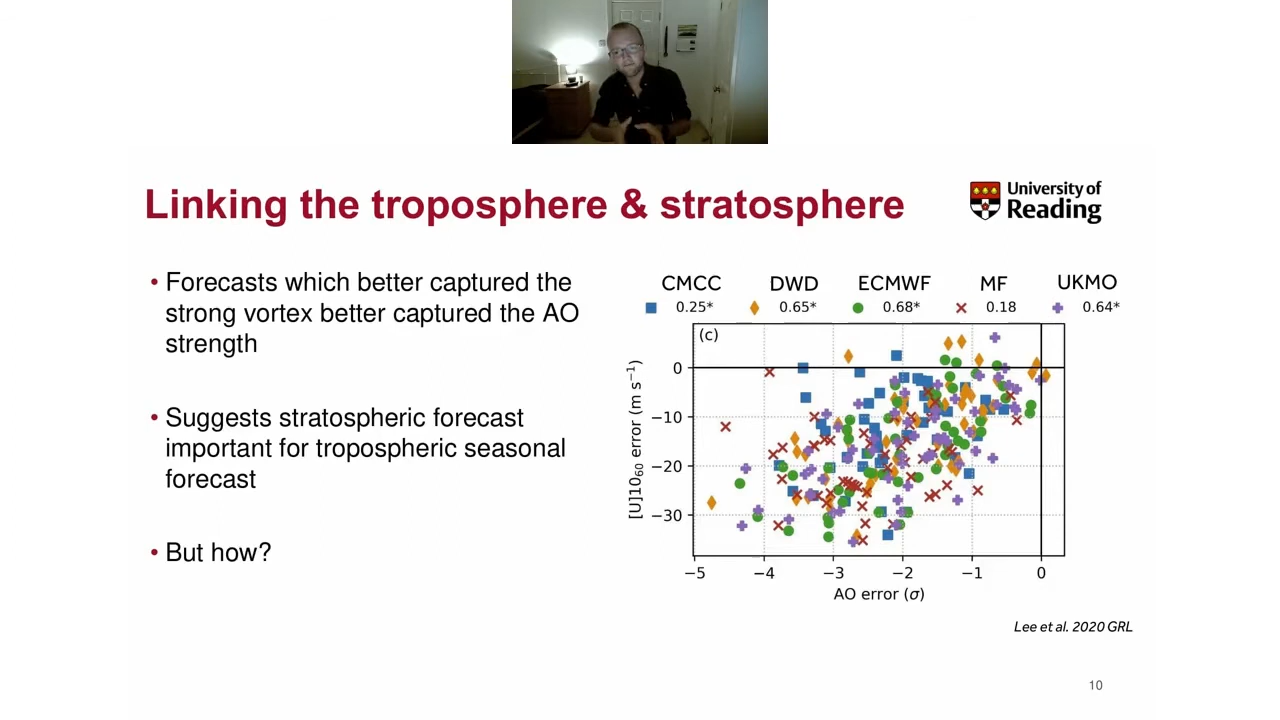 Linking the troposphere & stratosphere
University of
Reading
• Forecasts which better captured the
strong vortex better captured the AO
strength
• Suggests stratospheric forecast
important for tropospheric seasonal
forecast
• But how?
CMCC DWD ECMWF MF UKMO
0.25* 0.65* 0.68* 0.18 0.64*
(c)
[U]10₆₀ error (m s⁻¹)
0
−10
−20
−30
−5 −4 −3 −2 −1 0
AO error (σ)
Lee et al. 2020 GRL
10